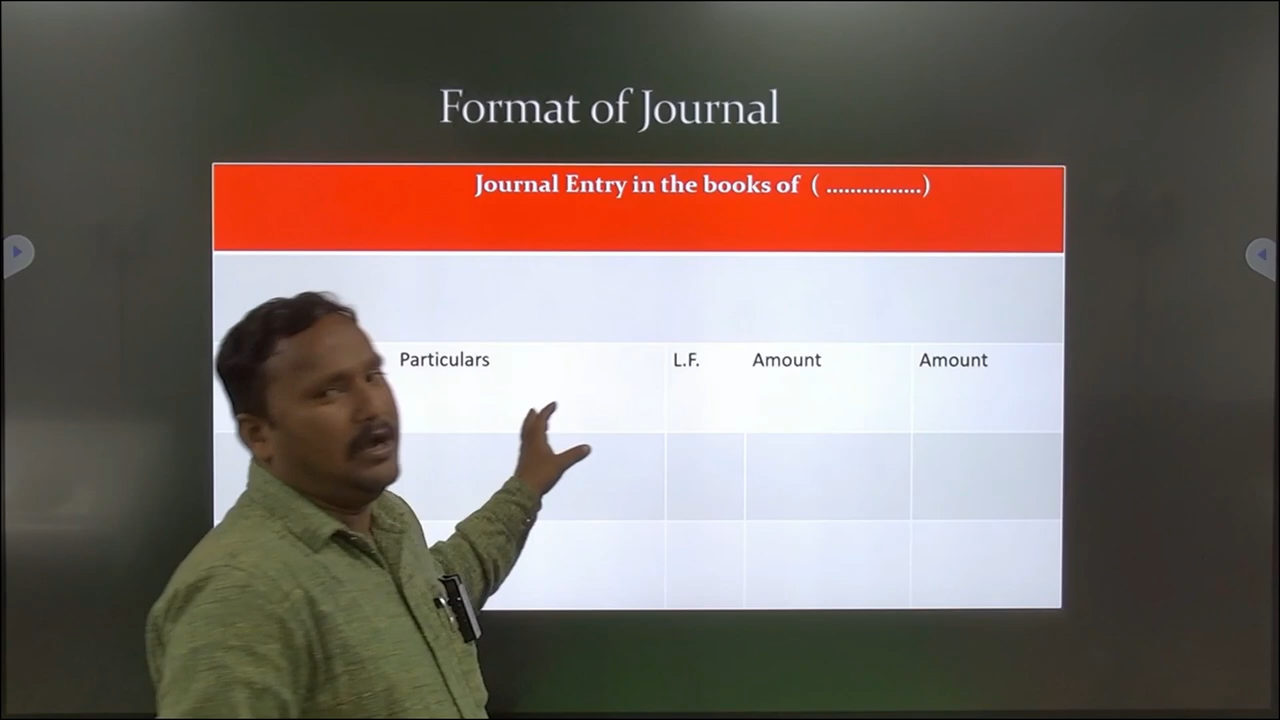 Format of Journal
Journal Entry in the books of ( ................)
Particulars L.F. Amount Amount